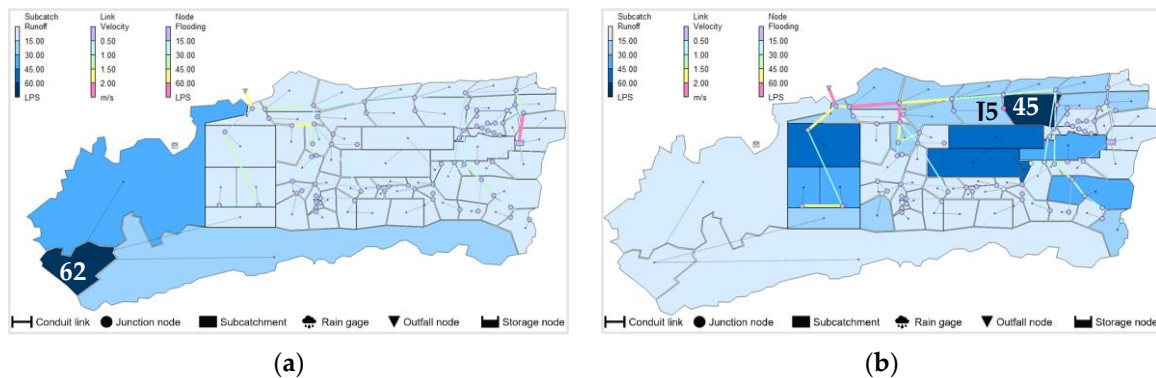 Subcatch Link Node
Runoff Velocity Flooding
15.00 0.50 15.00
30.00 1.00 30.00
45.00 1.50 45.00
60.00 2.00 60.00
LPS m/s LPS
62
Conduit link Junction node Subcatchment Rain gage Outfall node Storage node
(a)
Subcatch Link Node
Runoff Velocity Flooding
15.00 0.50 15.00
30.00 1.00 30.00
45.00 1.50 45.00
60.00 2.00 60.00
LPS m/s LPS
J5 45
Conduit link Junction node Subcatchment Rain gage Outfall node Storage node
(b)